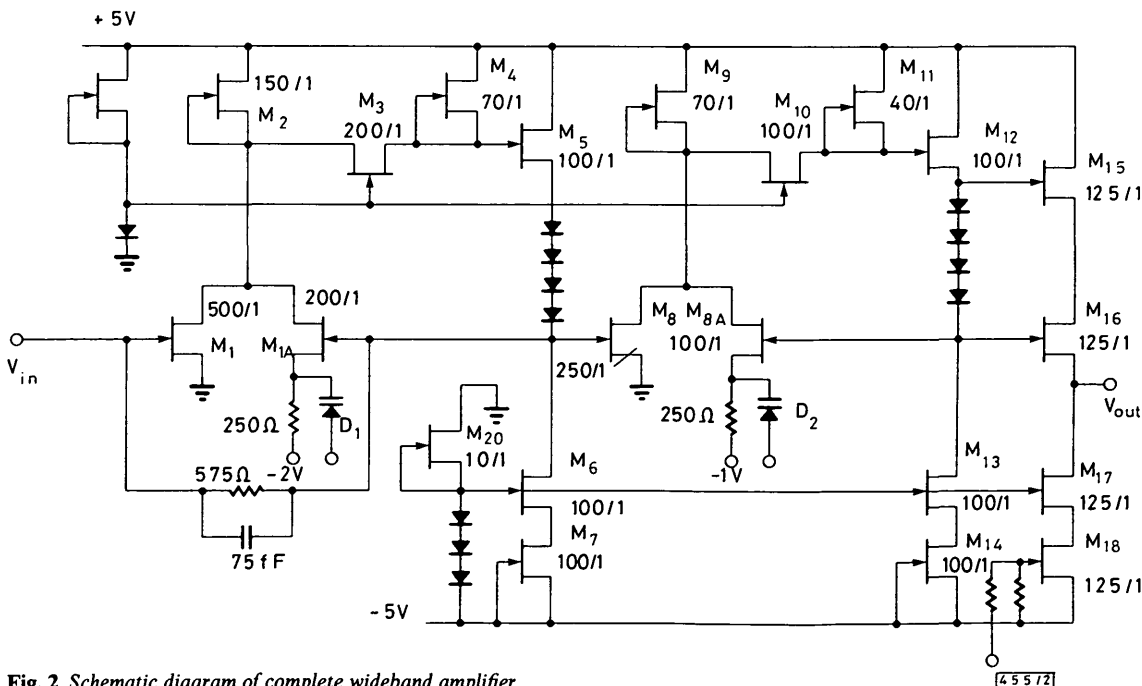 + 5V
150/1
M2
M3
200/1
M4
70/1
M5
100/1
M9
70/1
M10
100/1
M11
40/1
M12
100/1
M15
125/1
500/1
200/1
M1
M1A
Vin
250Ω
D1
-2V
575Ω
75fF
M8
M8A
250/1
100/1
250Ω
D2
-1V
M16
125/1
Vout
M20
10/1
M6
100/1
M7
100/1
M13
100/1
M14
100/1
M17
125/1
M18
125/1
-5V
455/2
Fig. 2 Schematic diagram of complete wideband amplifier